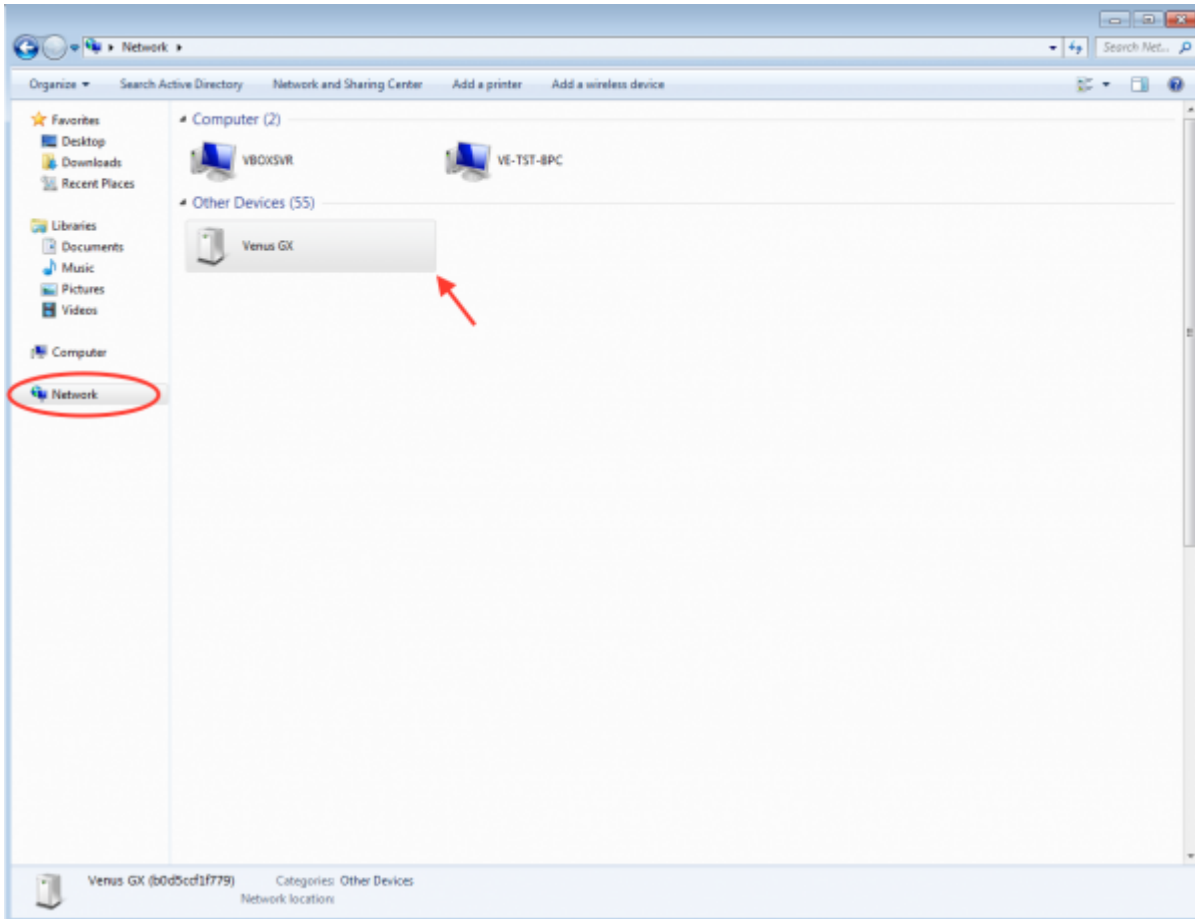 Network
Search Net...
Organize Search Active Directory Network and Sharing Center Add a printer Add a wireless device
Favorites
Desktop
Downloads
Recent Places
Libraries
Documents
Music
Pictures
Videos
Computer
Network
Computer (2)
VBOXSVR VE-TST-8PC
Other Devices (55)
Venus GX
Venus GX (b0d5ccf1f779) Categories: Other Devices
Network location: